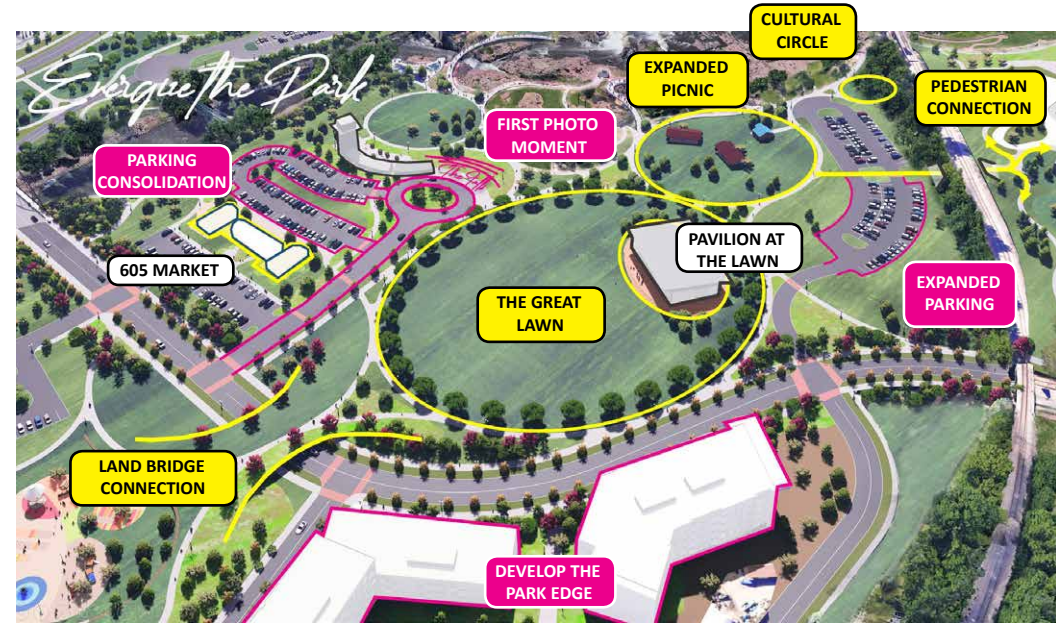 Energize the Park
CULTURAL
CIRCLE
EXPANDED
PICNIC
PEDESTRIAN
CONNECTION
FIRST PHOTO
MOMENT
PARKING
CONSOLIDATION
605 MARKET
PAVILION AT
THE LAWN
THE GREAT
LAWN
EXPANDED
PARKING
LAND BRIDGE
CONNECTION
DEVELOP THE
PARK EDGE